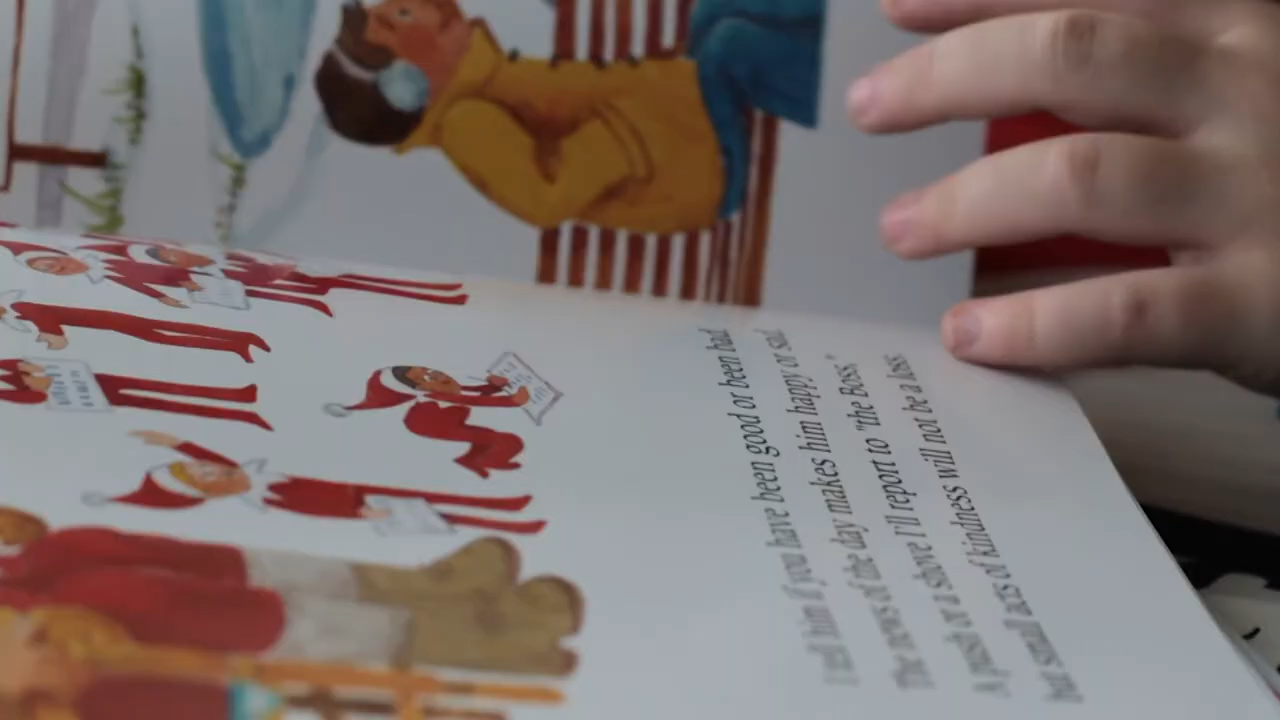 I tell him if you have been good or been bad
The news of the day makes him happy or sad
A push or a shove I'll report to "the Boss"
but small acts of kindness will not be a loss